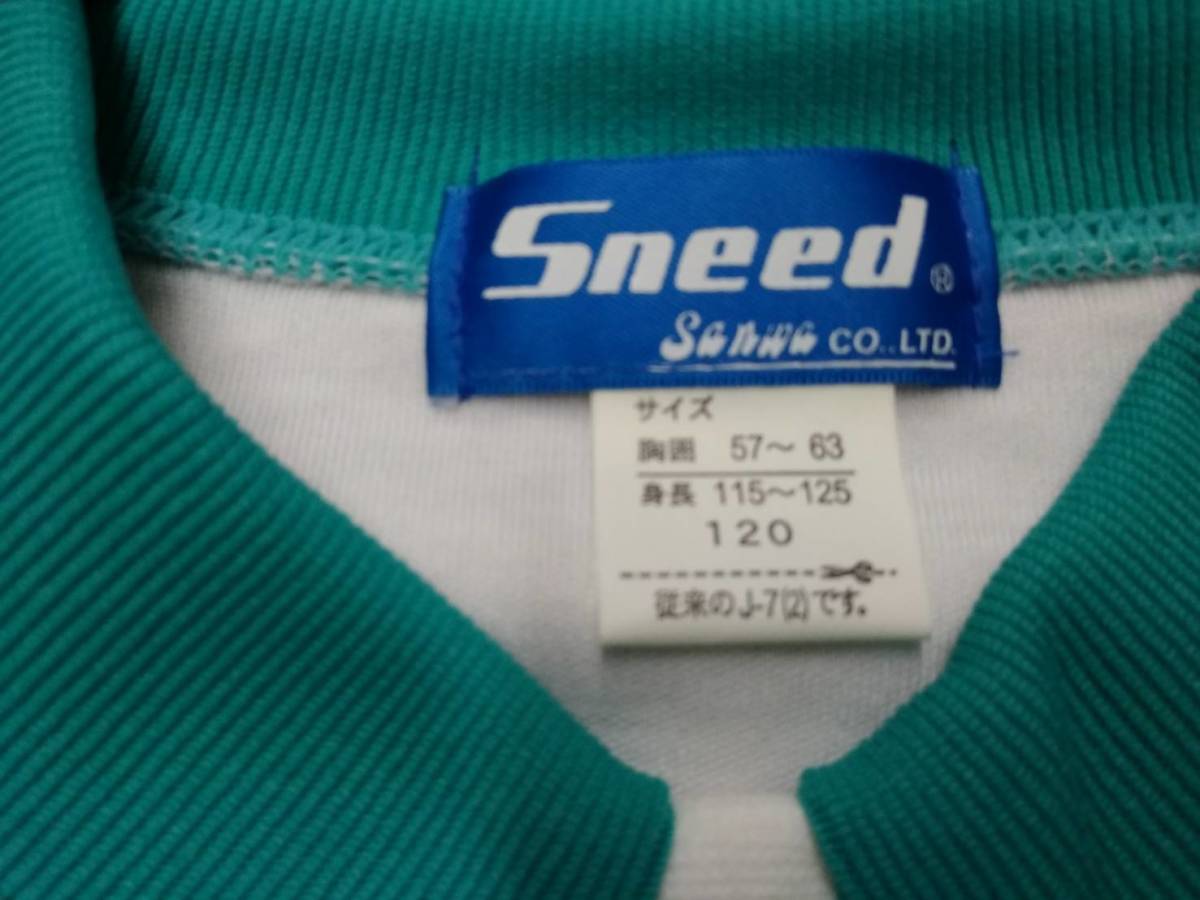 Sneed®
Sanwa CO.,LTD.
サイズ
胸囲 57〜63
身長 115〜125
120
従来のJ-7(2)です。